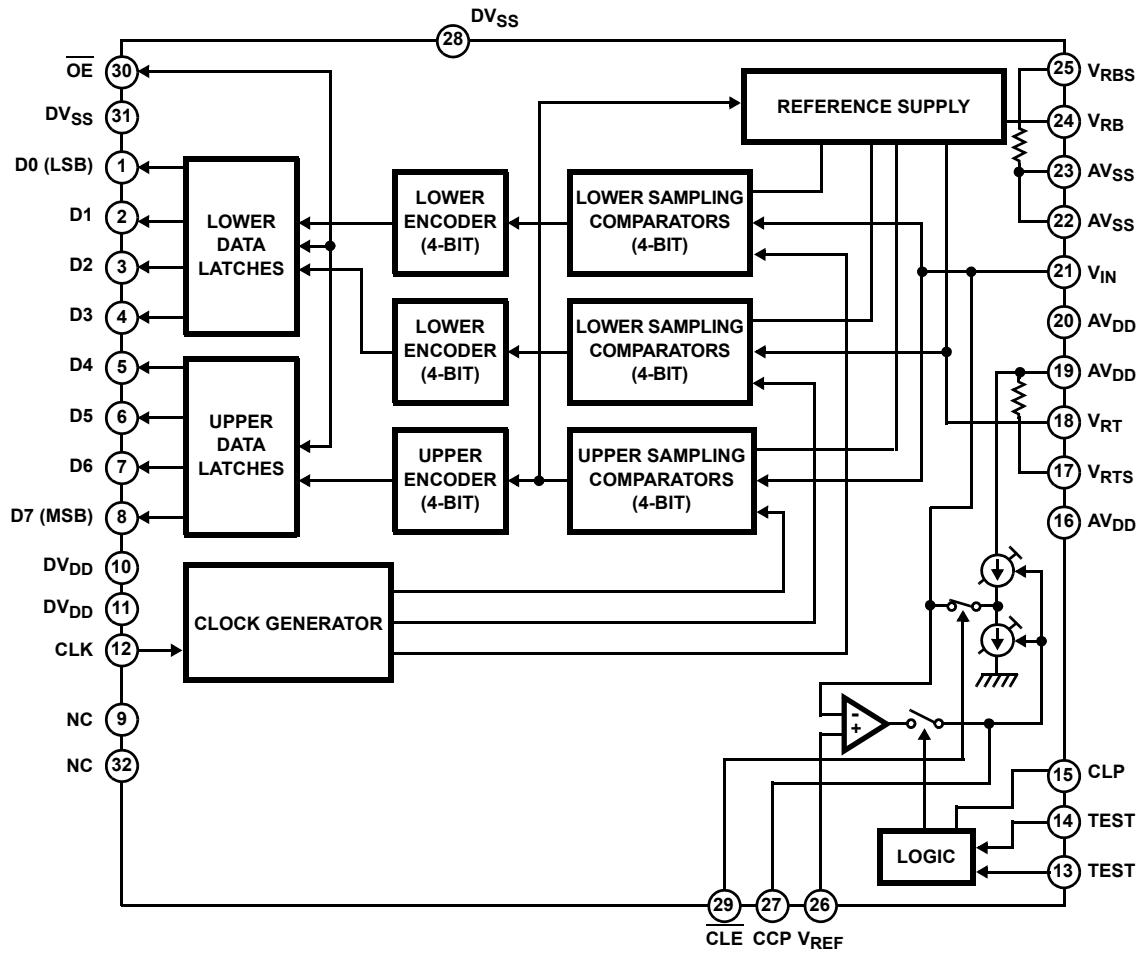 DVSS
28
OE
30
DVSS
31
D0 (LSB)
1
D1
2
D2
3
D3
4
D4
5
D5
6
D6
7
D7 (MSB)
8
DVDD
10
DVDD
11
CLK
12
NC
9
NC
32
LOWER
DATA
LATCHES
UPPER
DATA
LATCHES
CLOCK GENERATOR
LOWER
ENCODER
(4-BIT)
LOWER
ENCODER
(4-BIT)
UPPER
ENCODER
(4-BIT)
LOWER SAMPLING
COMPARATORS
(4-BIT)
LOWER SAMPLING
COMPARATORS
(4-BIT)
UPPER SAMPLING
COMPARATORS
(4-BIT)
REFERENCE SUPPLY
25
VRBS
24
VRB
23
AVSS
22
AVSS
21
VIN
20
AVDD
19
AVDD
18
VRT
17
VRTS
16
AVDD
-
+
LOGIC
15
CLP
14
TEST
13
TEST
29
27
26
CLE
CCP
VREF